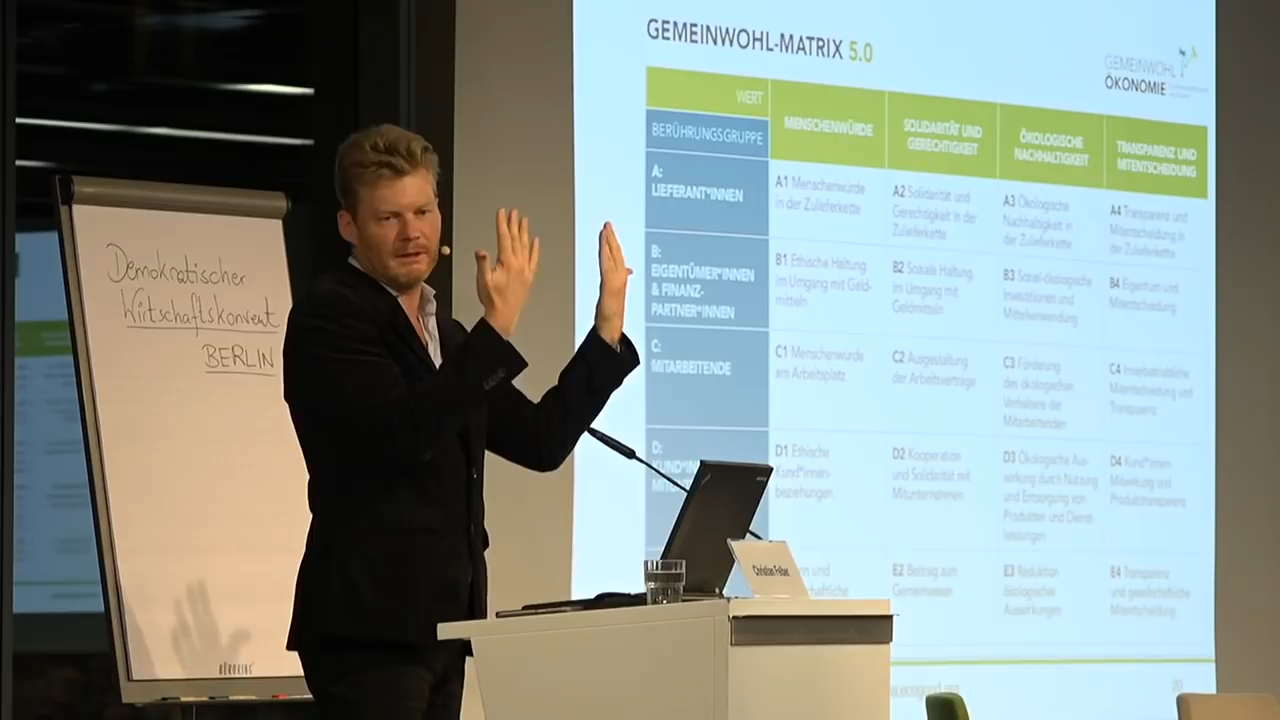 Demokratischer
Wirtschaftskonvent
BERLIN
BÜRORING
GEMEINWOHL-MATRIX 5.0
GEMEINWOHL
ÖKONOMIE
WERT
BERÜHRUNGSGRUPPE
MENSCHENWÜRDE
SOLIDARITÄT UND
GERECHTIGKEIT
ÖKOLOGISCHE
NACHHALTIGKEIT
TRANSPARENZ UND
MITENTSCHEIDUNG
A:
LIEFERANT*INNEN
A1 Menschenwürde
in der Zulieferkette
A2 Solidarität und
Gerechtigkeit in der
Zulieferkette
A3 Ökologische
Nachhaltigkeit in
der Zulieferkette
A4 Transparenz und
Mitentscheidung in
der Zulieferkette
B:
EIGENTÜMER*INNEN
& FINANZ-
PARTNER*INNEN
B1 Ethische Haltung
im Umgang mit Geld-
mitteln
B2 Soziale Haltung
im Umgang mit
Geldmitteln
B3 Sozial-ökologische
Investitionen und
Mittelverwendung
B4 Eigentum und
Mitentscheidung
C:
MITARBEITENDE
C1 Menschenwürde
am Arbeitsplatz
C2 Ausgestaltung
der Arbeitsverträge
C3 Förderung
des ökologischen
Verhaltens der
Mitarbeitenden
C4 Innerbetriebliche
Mitentscheidung und
Transparenz
D:
D1 Ethische
Kund*innen-
beziehungen
D2 Kooperation
und Solidarität mit
Mitunternehmen
D3 Ökologische Aus-
wirkung durch Nutzung
und Entsorgung von
Produkten und Dienst-
leistungen
D4 Kund*innen-
Mitwirkung und
Produkttransparenz
und
E2 Beitrag zum
Gemeinwesen
E3 Reduktion
ökologischer
Auswirkungen
E4 Transparenz
und gesellschaftliche
Mitentscheidung
Christian Felber